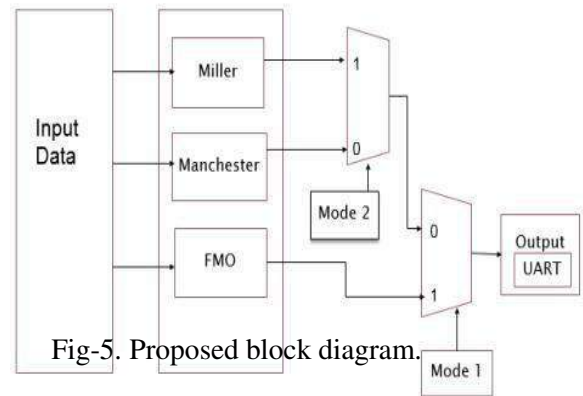 Input
Data
Miller
Manchester
FMO
1
0
Mode 2
0
1
Mode 1
Output
UART
Fig-5. Proposed block diagram.